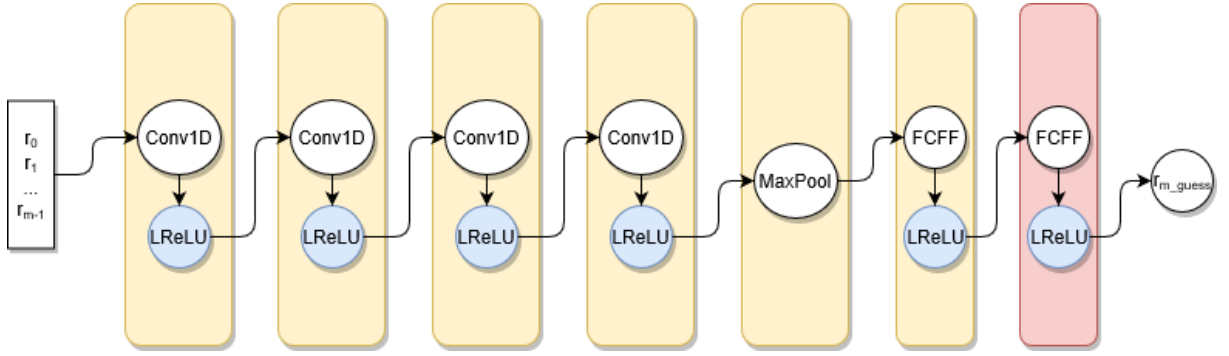 r0
r1
...
rm-1
Conv1D
LReLU
Conv1D
LReLU
Conv1D
LReLU
Conv1D
LReLU
MaxPool
FCFF
LReLU
FCFF
LReLU
rm_guess